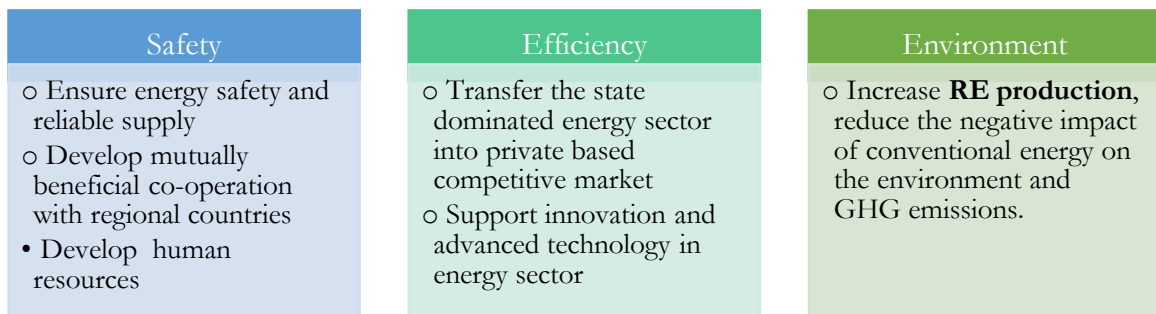 Safety
○ Ensure energy safety and
reliable supply
○ Develop mutually
beneficial co-operation
with regional countries
• Develop human
resources
Efficiency
○ Transfer the state
dominated energy sector
into private based
competitive market
○ Support innovation and
advanced technology in
energy sector
Environment
○ Increase RE production,
reduce the negative impact
of conventional energy on
the environment and
GHG emissions.